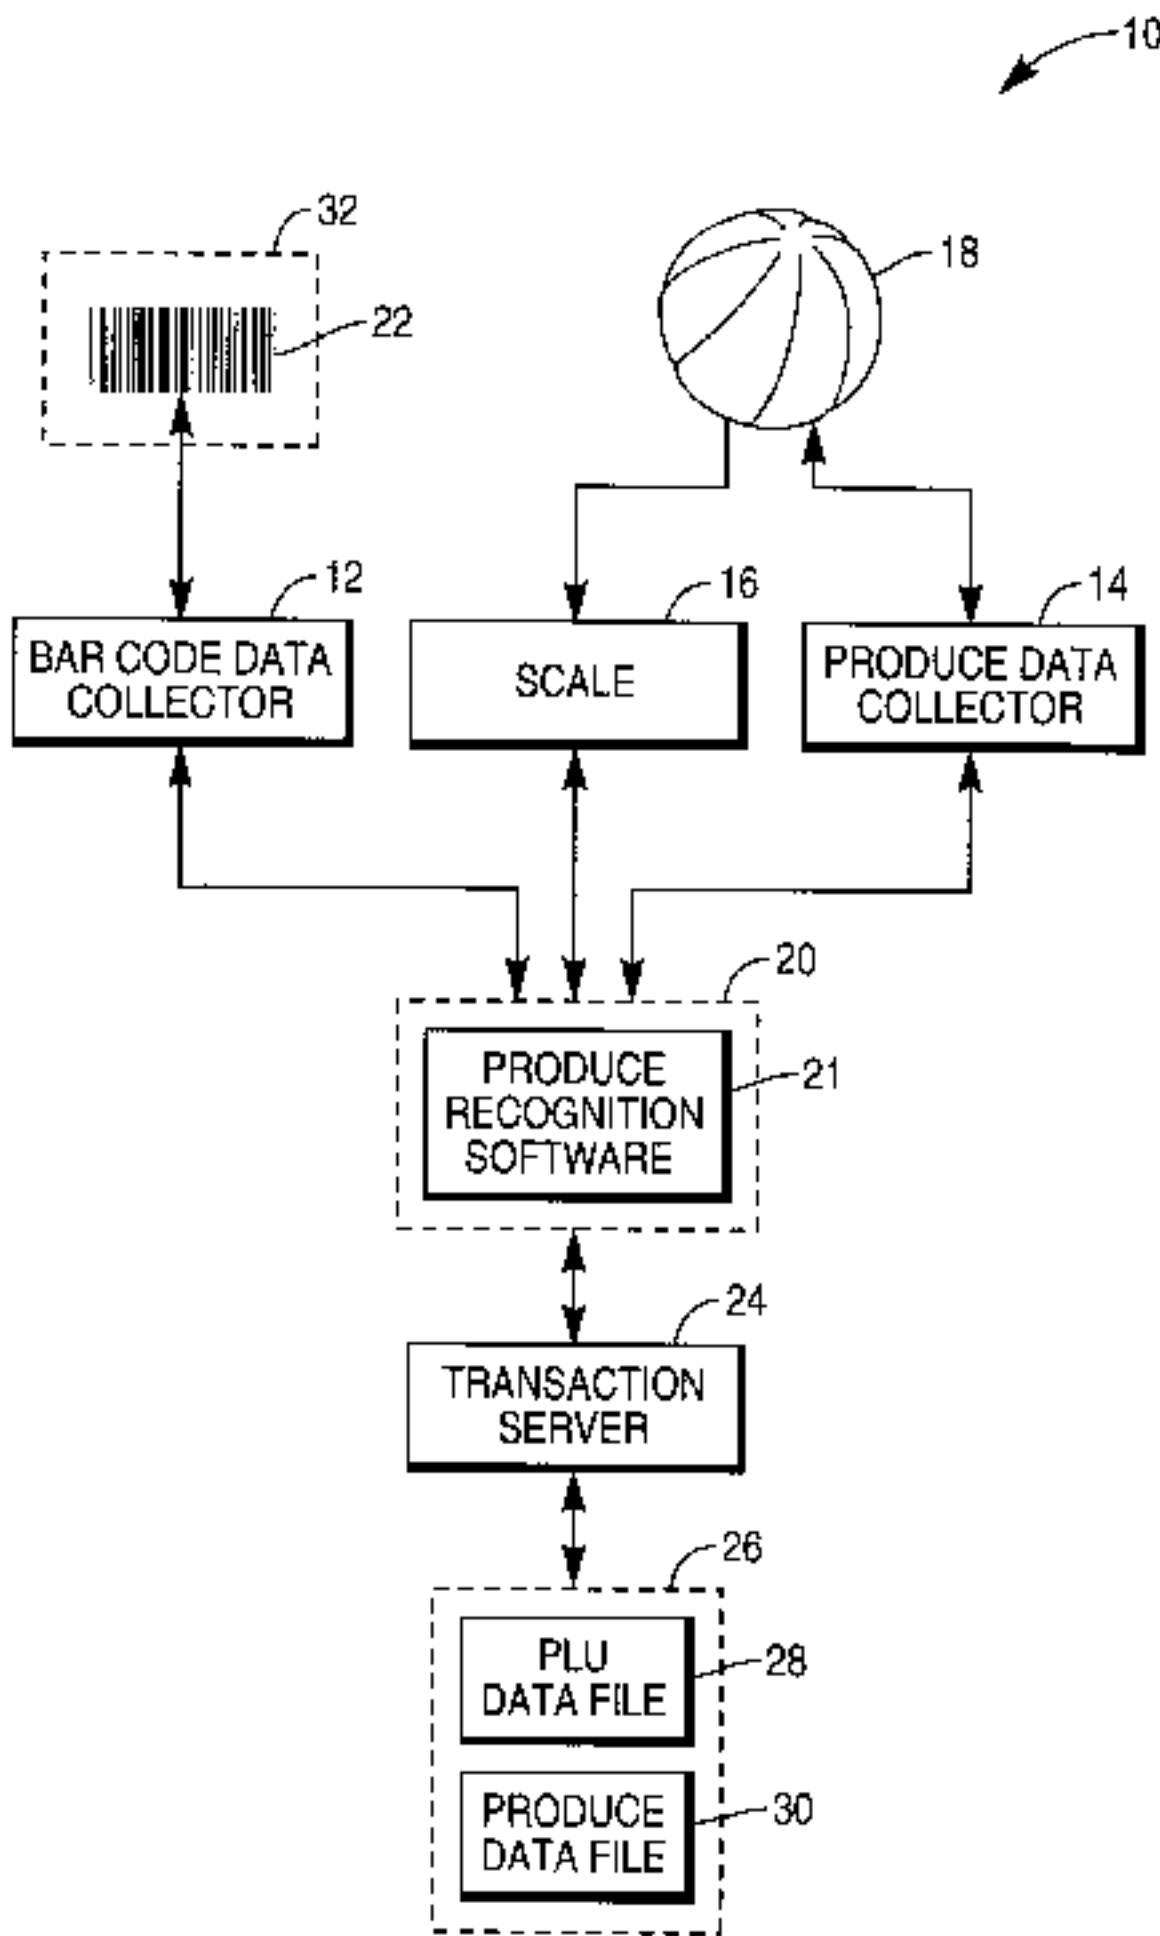 10
32
22
18
12
BAR CODE DATA
COLLECTOR
16
SCALE
14
PRODUCE DATA
COLLECTOR
20
PRODUCE
RECOGNITION
SOFTWARE
21
24
TRANSACTION
SERVER
26
PLU
DATA FILE
28
PRODUCE
DATA FILE
30